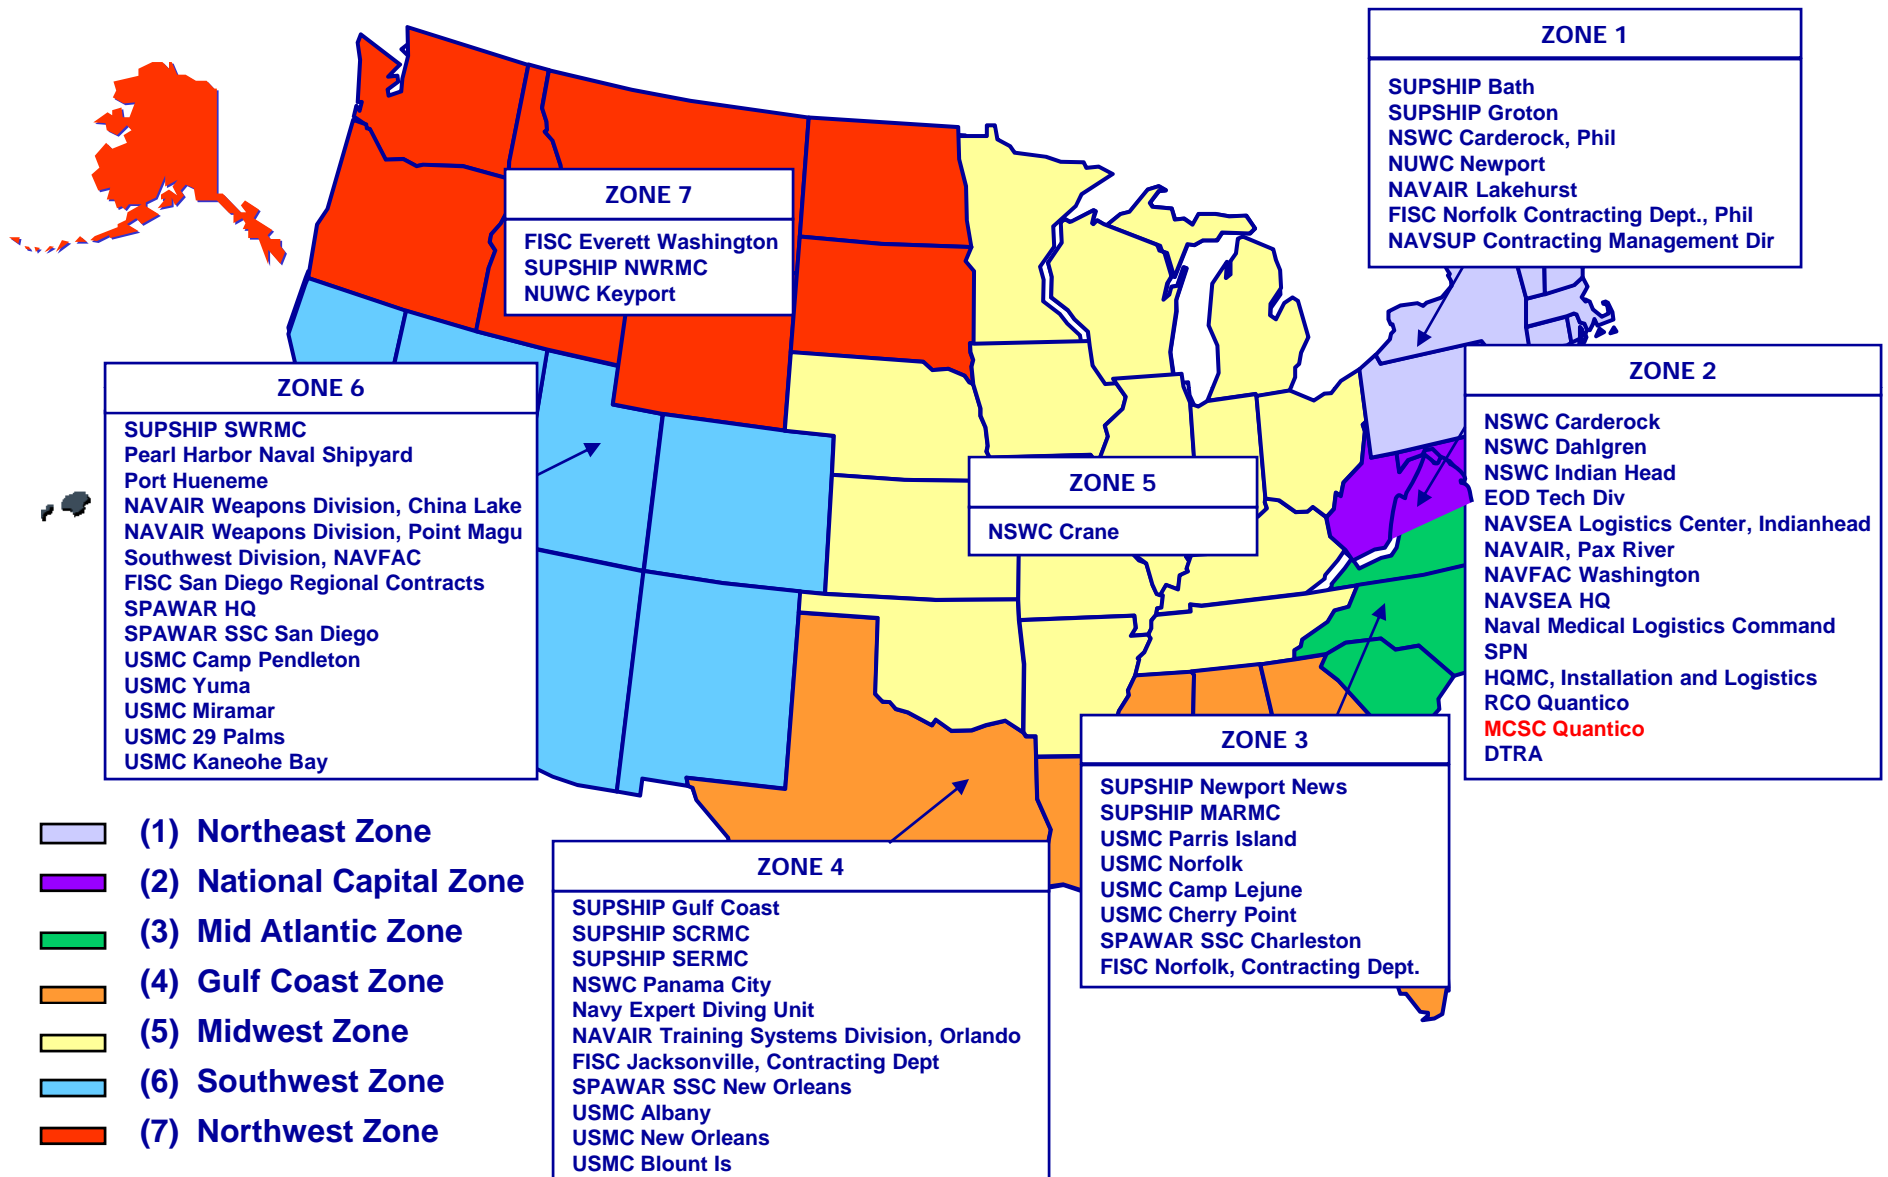 ZONE 1
SUPSHIP Bath
SUPSHIP Groton
NSWC Carderock, Phil
NUWC Newport
NAVAIR Lakehurst
FISC Norfolk Contracting Dept., Phil
NAVSUP Contracting Management Dir
ZONE 7
FISC Everett Washington
SUPSHIP NWRMC
NUWC Keyport
ZONE 6
SUPSHIP SWRMC
Pearl Harbor Naval Shipyard
Port Hueneme
NAVAIR Weapons Division, China Lake
NAVAIR Weapons Division, Point Magu
Southwest Division, NAVFAC
FISC San Diego Regional Contracts
SPAWAR HQ
SPAWAR SSC San Diego
USMC Camp Pendleton
USMC Yuma
USMC Miramar
USMC 29 Palms
USMC Kaneohe Bay
ZONE 5
NSWC Crane
ZONE 2
NSWC Carderock
NSWC Dahlgren
NSWC Indian Head
EOD Tech Div
NAVSEA Logistics Center, Indianhead
NAVAIR, Pax River
NAVFAC Washington
NAVSEA HQ
Naval Medical Logistics Command
SPN
HQMC, Installation and Logistics
RCO Quantico
MCSC Quantico
DTRA
ZONE 3
SUPSHIP Newport News
SUPSHIP MARMC
USMC Parris Island
USMC Norfolk
USMC Camp Lejune
USMC Cherry Point
SPAWAR SSC Charleston
FISC Norfolk, Contracting Dept.
ZONE 4
SUPSHIP Gulf Coast
SUPSHIP SCRMC
SUPSHIP SERMC
NSWC Panama City
Navy Expert Diving Unit
NAVAIR Training Systems Division, Orlando
FISC Jacksonville, Contracting Dept
SPAWAR SSC New Orleans
USMC Albany
USMC New Orleans
USMC Blount Is
(1) Northeast Zone
(2) National Capital Zone
(3) Mid Atlantic Zone
(4) Gulf Coast Zone
(5) Midwest Zone
(6) Southwest Zone
(7) Northwest Zone